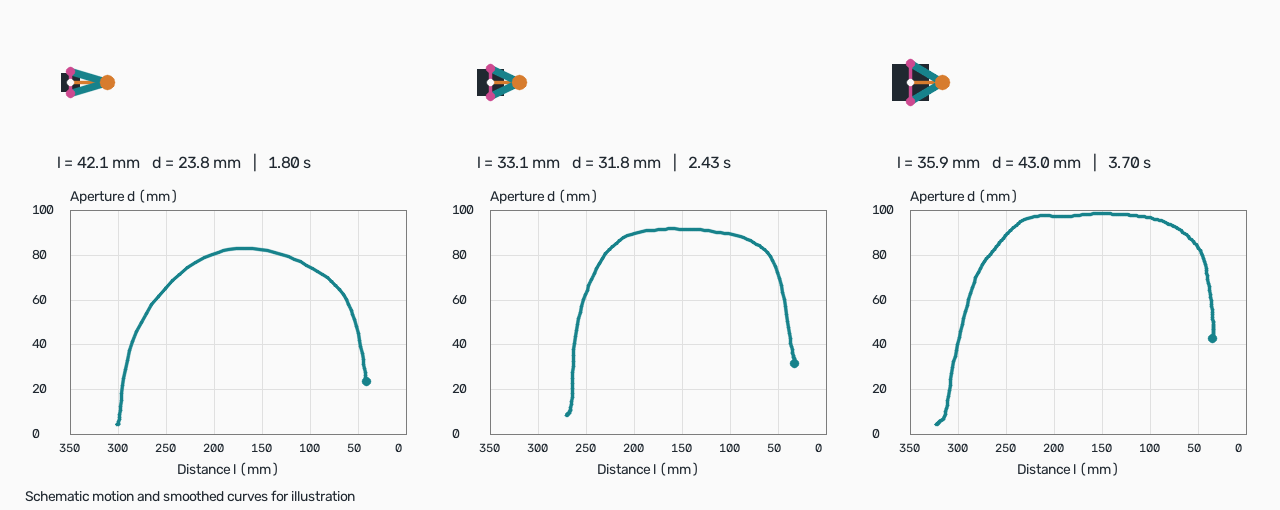 l = 42.1 mm d = 23.8 mm | 1.80 s
l = 33.1 mm d = 31.8 mm | 2.43 s
l = 35.9 mm d = 43.0 mm | 3.70 s
Aperture d (mm)
100
80
60
40
20
0
350 300 250 200 150 100 50 0
Distance l (mm)
Aperture d (mm)
100
80
60
40
20
0
350 300 250 200 150 100 50 0
Distance l (mm)
Aperture d (mm)
100
80
60
40
20
0
350 300 250 200 150 100 50 0
Distance l (mm)
Schematic motion and smoothed curves for illustration